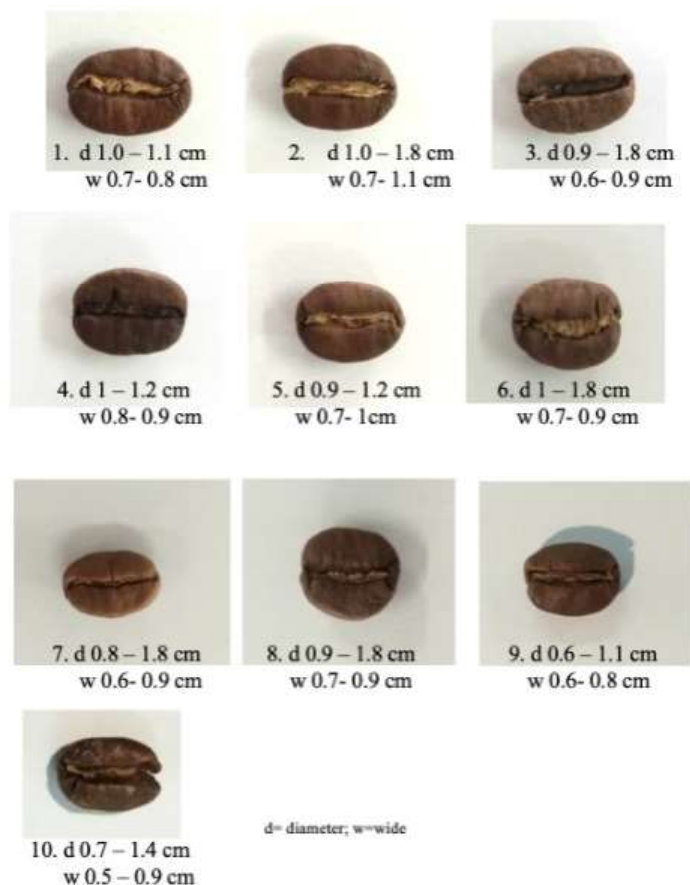 1. d 1.0 – 1.1 cm
w 0.7- 0.8 cm
2. d 1.0 – 1.8 cm
w 0.7- 1.1 cm
3. d 0.9 – 1.8 cm
w 0.6- 0.9 cm
4. d 1 – 1.2 cm
w 0.8- 0.9 cm
5. d 0.9 – 1.2 cm
w 0.7- 1cm
6. d 1 – 1.8 cm
w 0.7- 0.9 cm
7. d 0.8 – 1.8 cm
w 0.6- 0.9 cm
8. d 0.9 – 1.8 cm
w 0.7- 0.9 cm
9. d 0.6 – 1.1 cm
w 0.6- 0.8 cm
10. d 0.7 – 1.4 cm
w 0.5 – 0.9 cm
d= diameter; w=wide